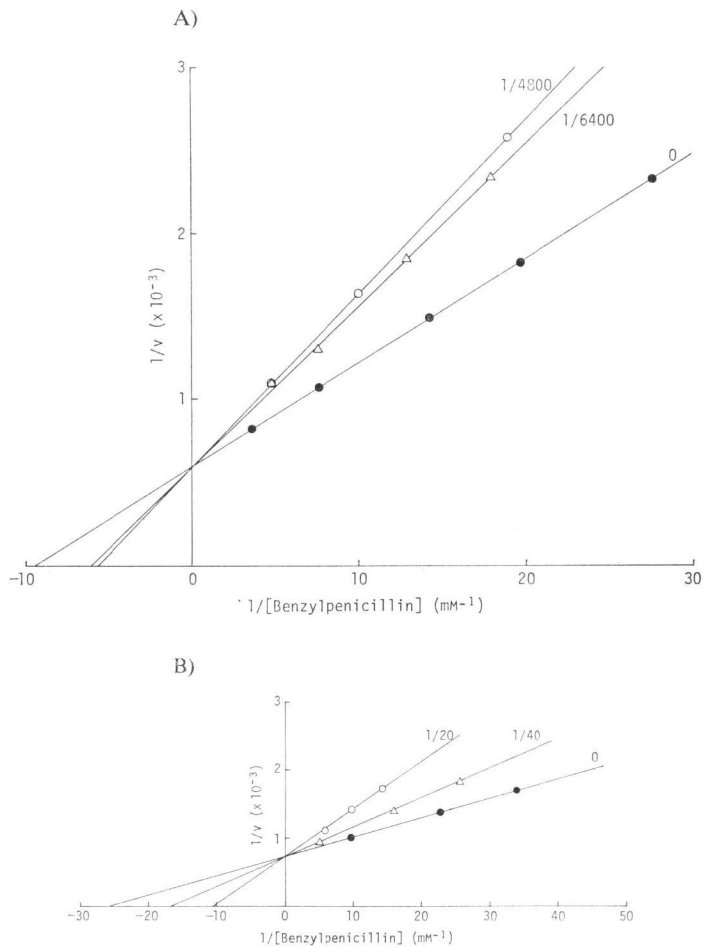 A)
3
1/4800
1/6400
0
2
1/v (x10⁻³)
1
−10 0 10 20 30
1/[Benzylpenicillin] (mM⁻¹)
B)
3
1/20
1/40
0
2
1/v (x10⁻³)
1
−30 −20 −10 0 10 20 30 40 50
1/[Benzylpenicillin] (mM⁻¹)